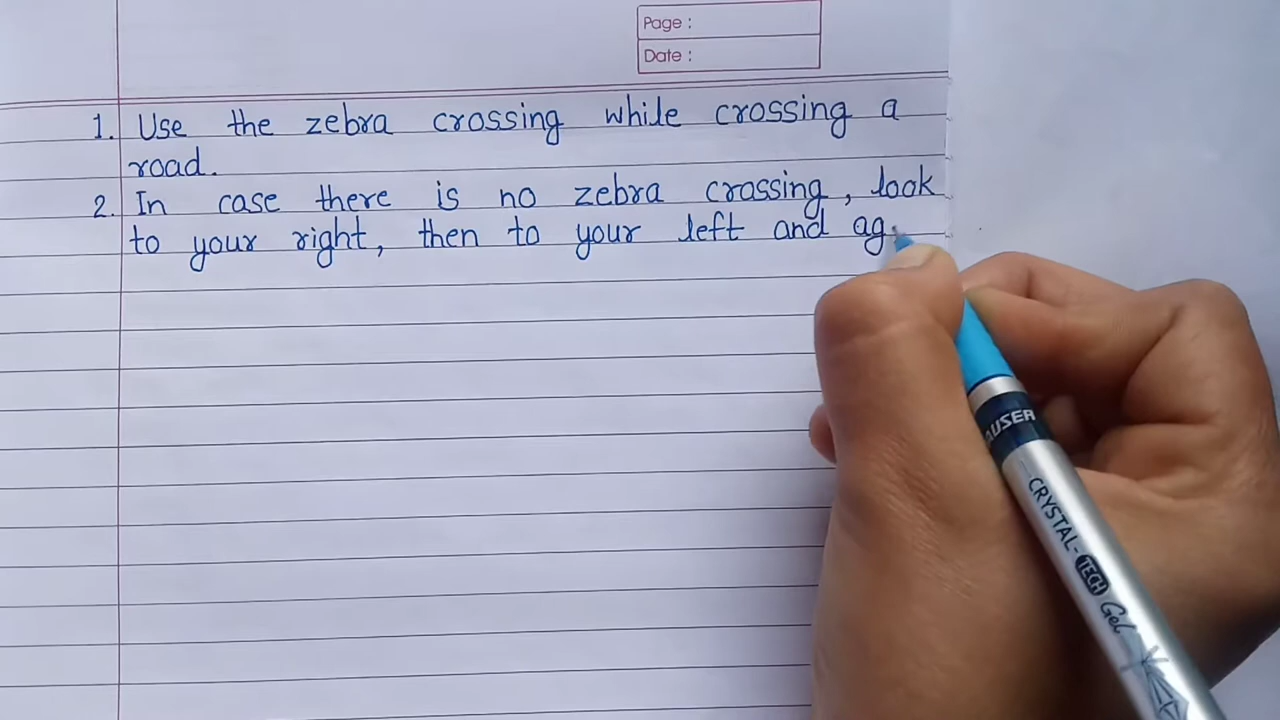 Page :
Date :
1. Use the zebra crossing while crossing a
road.
2. In case there is no zebra crossing, look
to your right, then to your left and ag
AUSER
CRYSTAL-TECH Gel